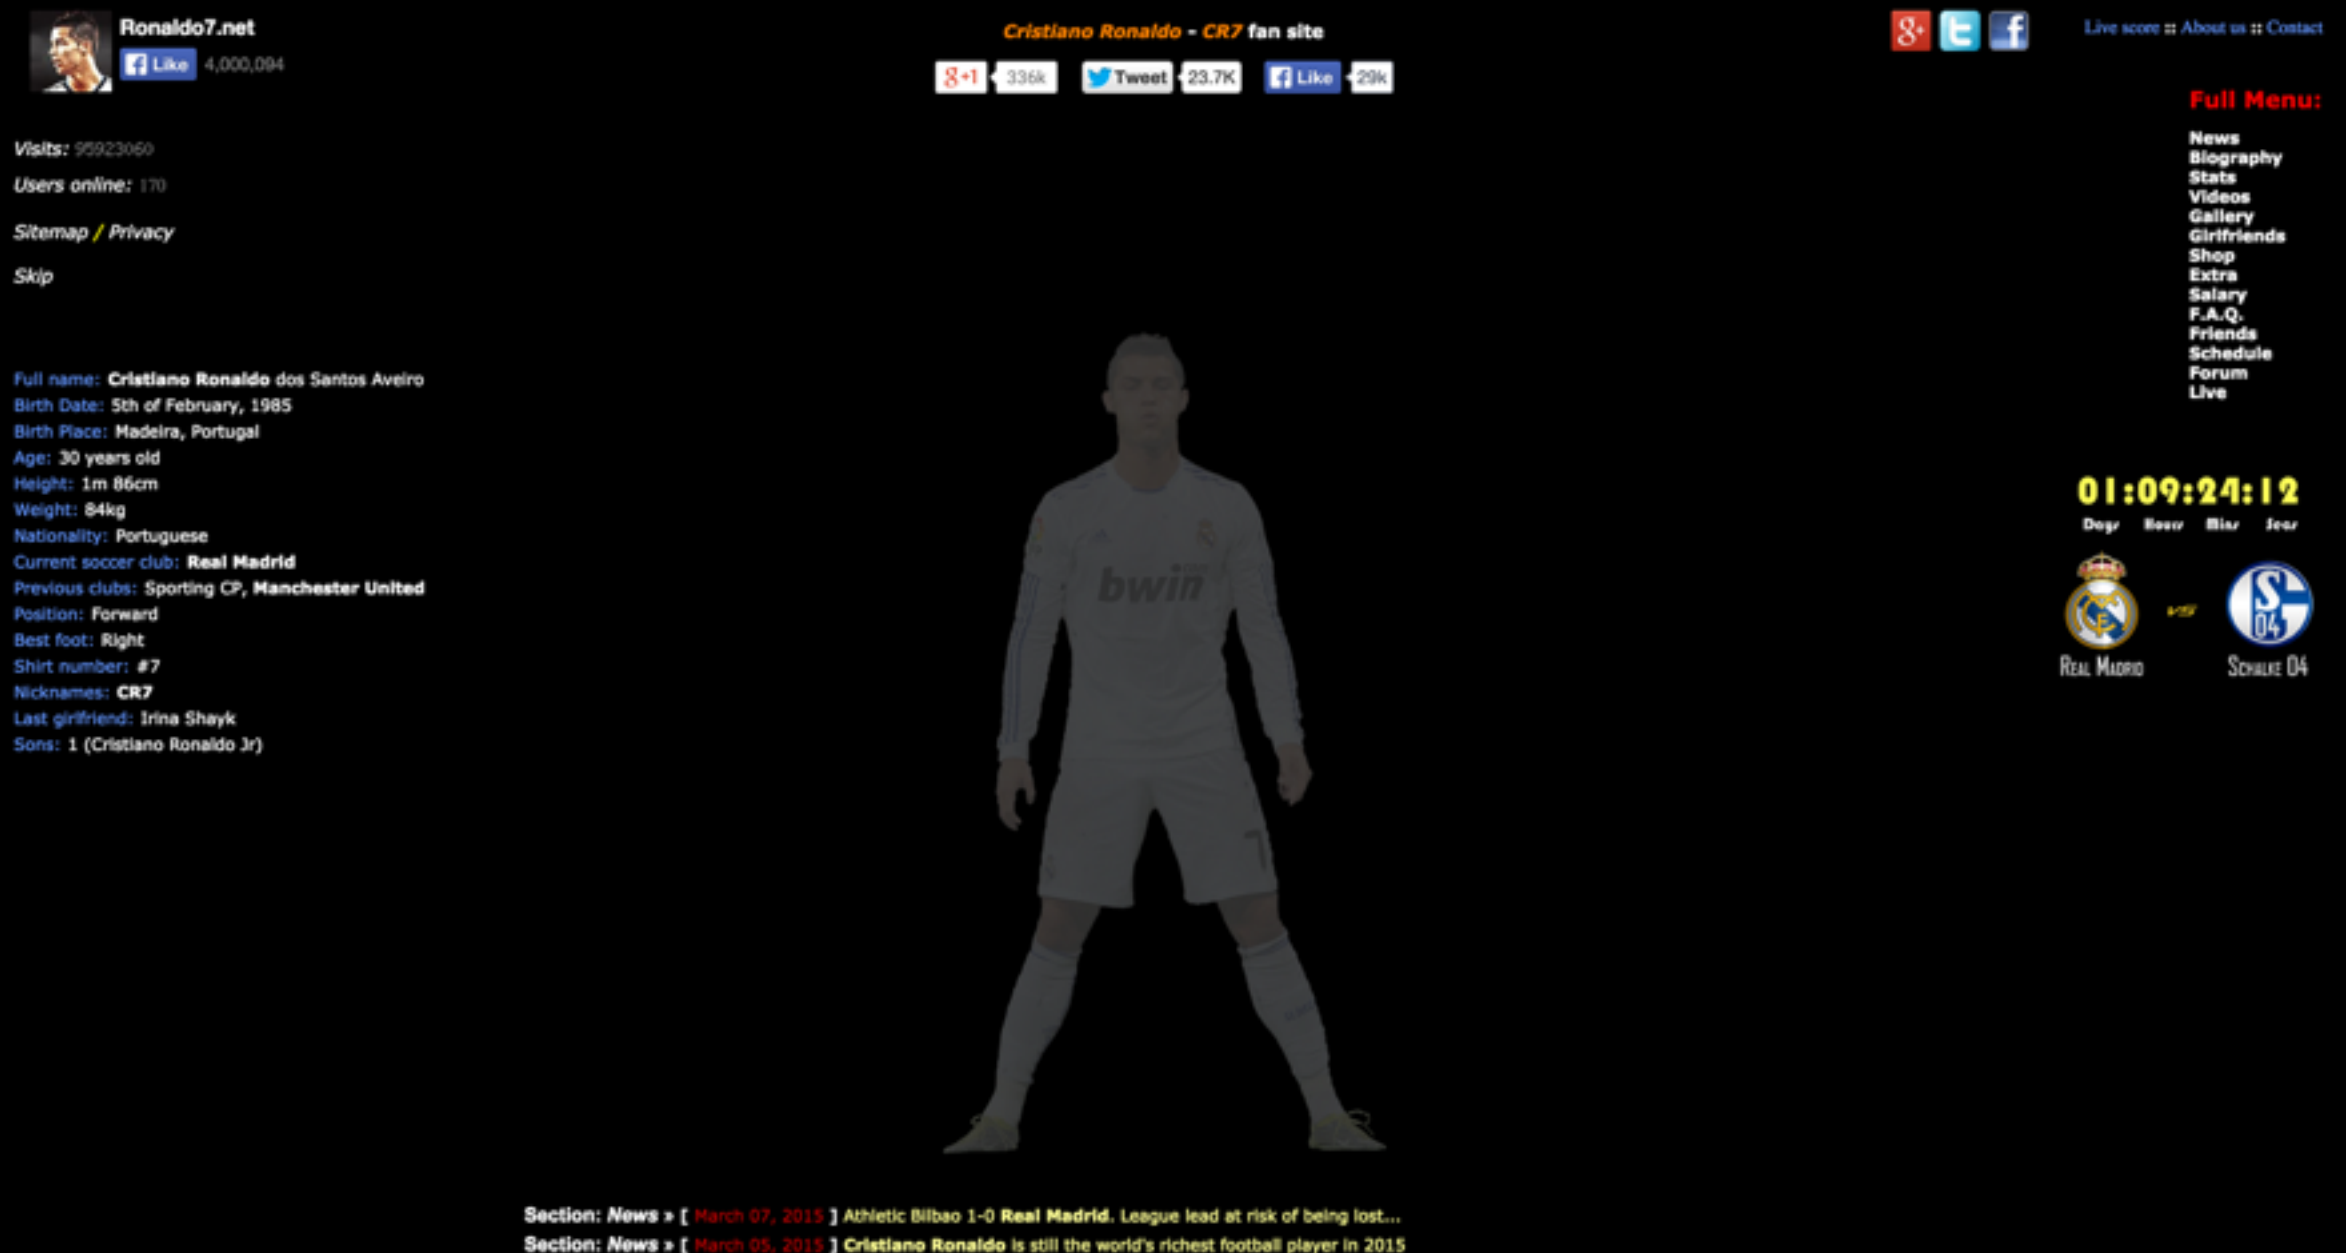 Ronaldo7.net
Like 4,000,094
Cristiano Ronaldo - CR7 fan site
g+1 336k Tweet 23.7K Like 29k
g+ t f
Live score :: About us :: Contact
Visits: 95923060
Users online: 170
Sitemap / Privacy
Skip
Full name: Cristiano Ronaldo dos Santos Aveiro
Birth Date: 5th of February, 1985
Birth Place: Madeira, Portugal
Age: 30 years old
Height: 1m 86cm
Weight: 84kg
Nationality: Portuguese
Current soccer club: Real Madrid
Previous clubs: Sporting CP, Manchester United
Position: Forward
Best foot: Right
Shirt number: #7
Nicknames: CR7
Last girlfriend: Irina Shayk
Sons: 1 (Cristiano Ronaldo Jr)
bwin
7
Full Menu:
News
Biography
Stats
Videos
Gallery
Girlfriends
Shop
Extra
Salary
F.A.Q.
Friends
Schedule
Forum
Live
01:09:24:12
Days Hours Mins Secs
VS
S
04
Real Madrid Schalke 04
Section: News » [ March 07, 2015 ] Athletic Bilbao 1-0 Real Madrid. League lead at risk of being lost...
Section: News » [ March 05, 2015 ] Cristiano Ronaldo is still the world's richest football player in 2015